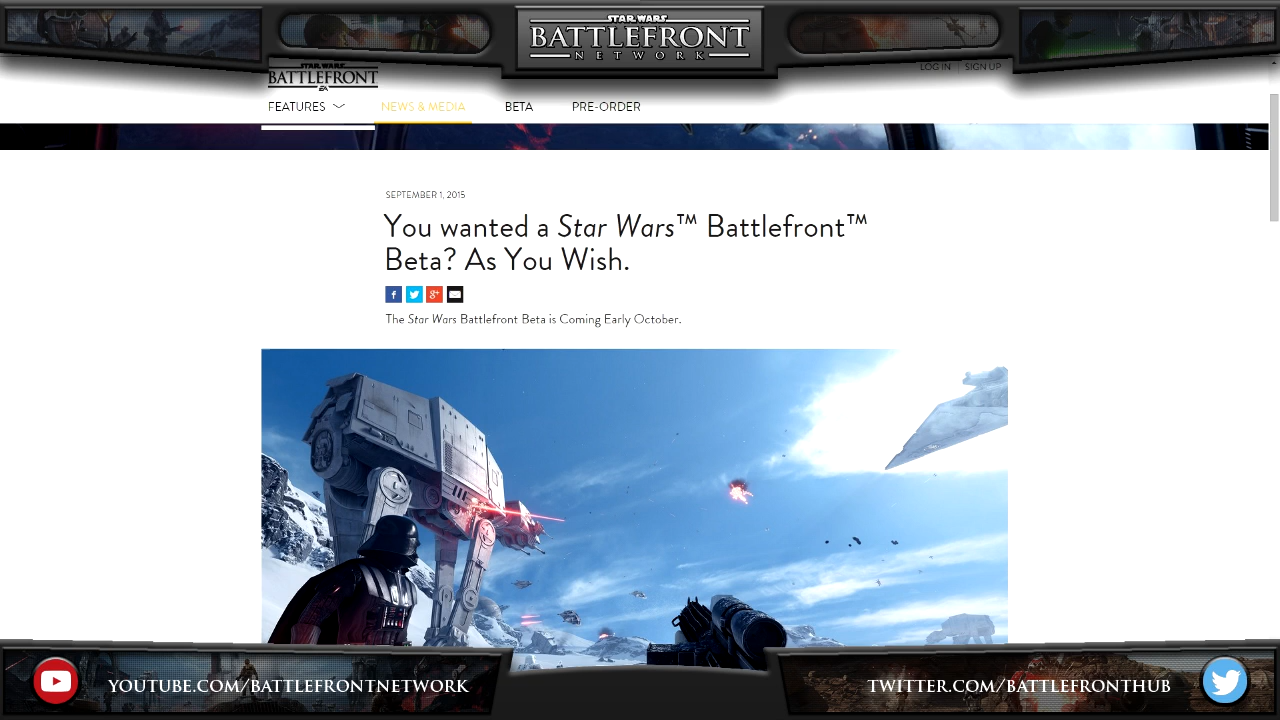 STAR WARS
BATTLEFRONT
NETWORK
STAR WARS
BATTLEFRONT
EA
LOG IN | SIGN UP
FEATURES NEWS & MEDIA BETA PRE-ORDER
SEPTEMBER 1, 2015
You wanted a Star Wars™ Battlefront™
Beta? As You Wish.
The Star Wars Battlefront Beta is Coming Early October.
YOUTUBE.COM/BATTLEFRONTNETWORK
TWITTER.COM/BATTLEFRONTHUB